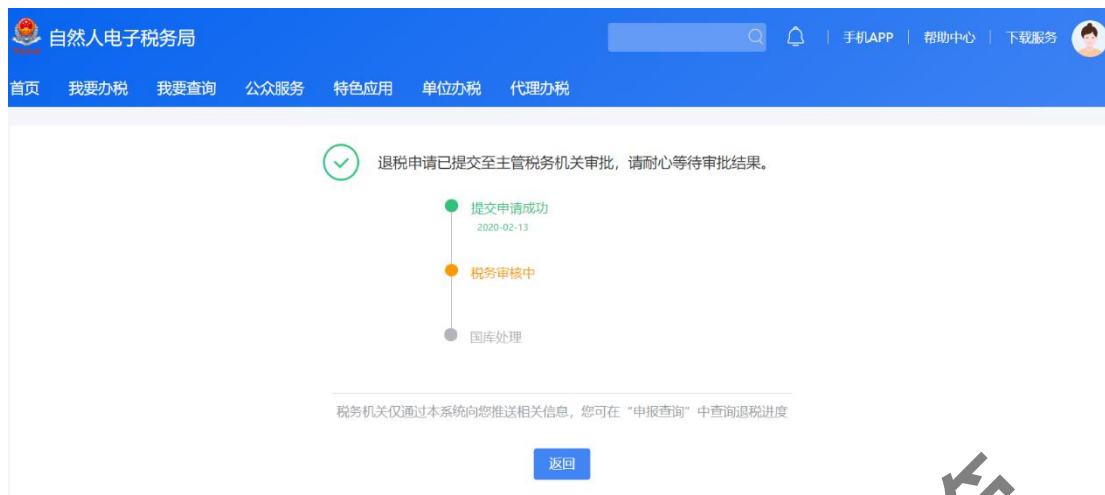 自然人电子税务局
手机APP | 帮助中心 | 下载服务
首页 我要办税 我要查询 公众服务 特色应用 单位办税 代理办税
退税申请已提交至主管税务机关审批，请耐心等待审批结果。
提交申请成功
2020-02-13
税务审核中
国库处理
税务机关仅通过本系统向您推送相关信息，您可在“申报查询”中查询退税进度
返回